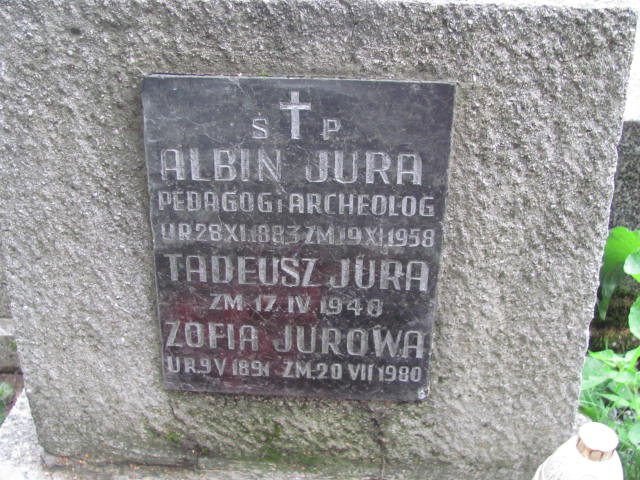 S P
ALBIN JURA
PEDAGOG i ARCHEOLOG
UR 28 XI 1883 ZM 19 XI 1958
TADEUSZ JURA
ZM. 17. IV 1948
ZOFIA JUROWA
UR.9 V 1891 ZM.20 VII 1980